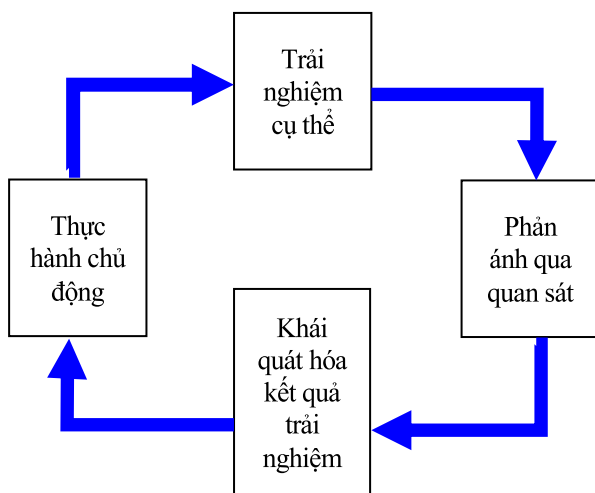 Trải
nghiệm
cụ thể
Thực
hành chủ
động
Phản
ánh qua
quan sát
Khái
quát hóa
kết quả
trải
nghiệm